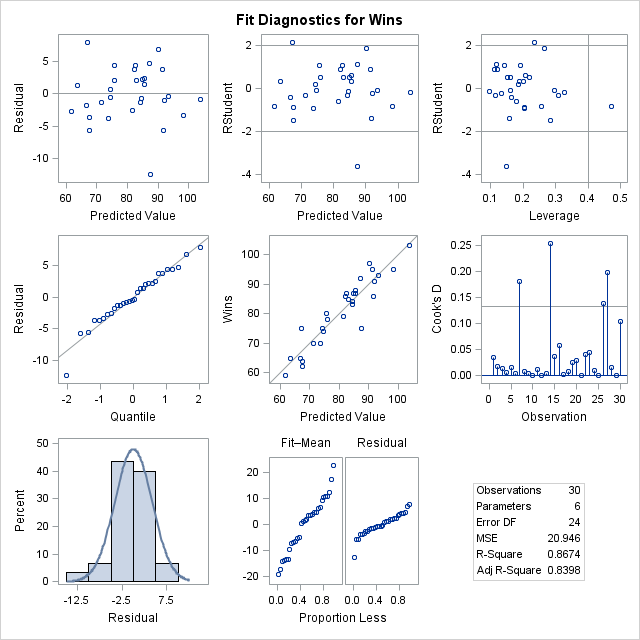 Fit Diagnostics for Wins
Residual
5
0
-5
-10
60 70 80 90 100
Predicted Value
RStudent
2
0
-2
-4
60 70 80 90 100
Predicted Value
RStudent
2
0
-2
-4
0.1 0.2 0.3 0.4 0.5
Leverage
Residual
5
0
-5
-10
-2 -1 0 1 2
Quantile
Wins
100
90
80
70
60
60 70 80 90 100
Predicted Value
Cook's D
0.25
0.20
0.15
0.10
0.05
0.00
0 5 10 15 20 25 30
Observation
Percent
50
40
30
20
10
0
-12.5 -2.5 7.5
Residual
Fit–Mean Residual
20
10
0
-10
-20
0.0 0.4 0.8 0.0 0.4 0.8
Proportion Less
Observations 30
Parameters 6
Error DF 24
MSE 20.946
R-Square 0.8674
Adj R-Square 0.8398